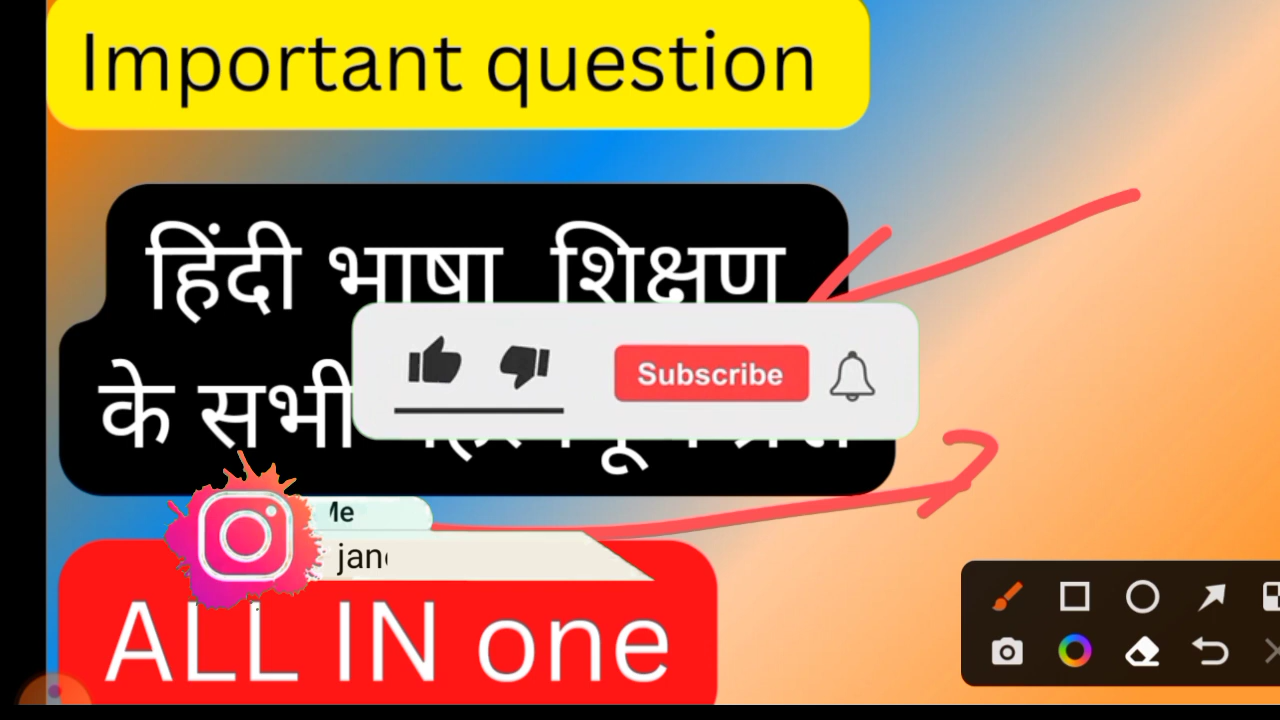 Important question
हिंदी भाषा शिक्षण
के सभी
Subscribe
Me
jan
ALL IN one